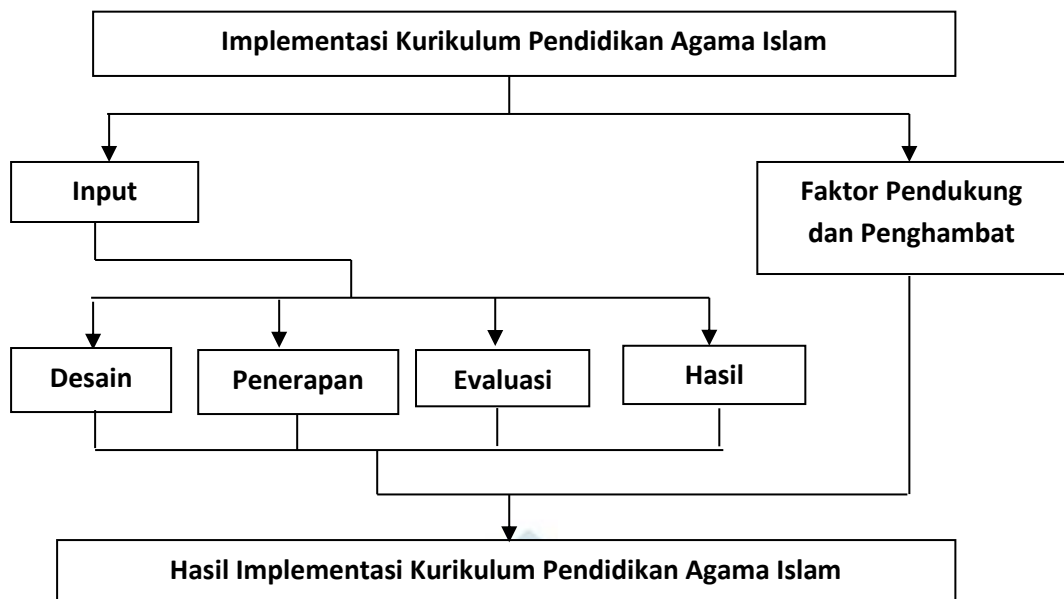 Implementasi Kurikulum Pendidikan Agama Islam
Input
Faktor Pendukung
dan Penghambat
Desain
Penerapan
Evaluasi
Hasil
Hasil Implementasi Kurikulum Pendidikan Agama Islam